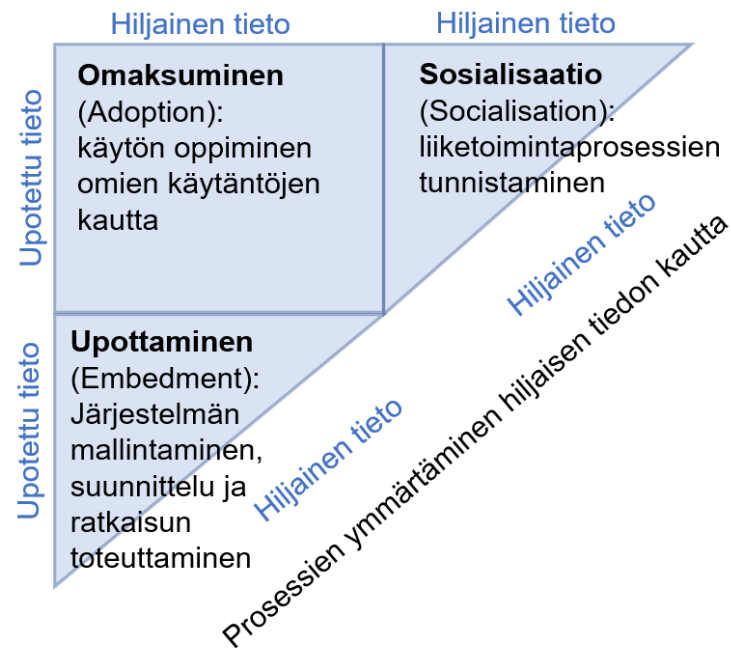 Hiljainen tieto
Hiljainen tieto
Upotettu tieto
Omaksuminen
(Adoption):
käytön oppiminen
omien käytäntöjen
kautta
Sosialisaatio
(Socialisation):
liiketoimintaprosessien
tunnistaminen
Hiljainen tieto
Upotettu tieto
Upottaminen
(Embedment):
Järjestelmän
mallintaminen,
suunnittelu ja
ratkaisun
toteuttaminen
Hiljainen tieto
Prosessien ymmärtäminen hiljaisen tiedon kautta